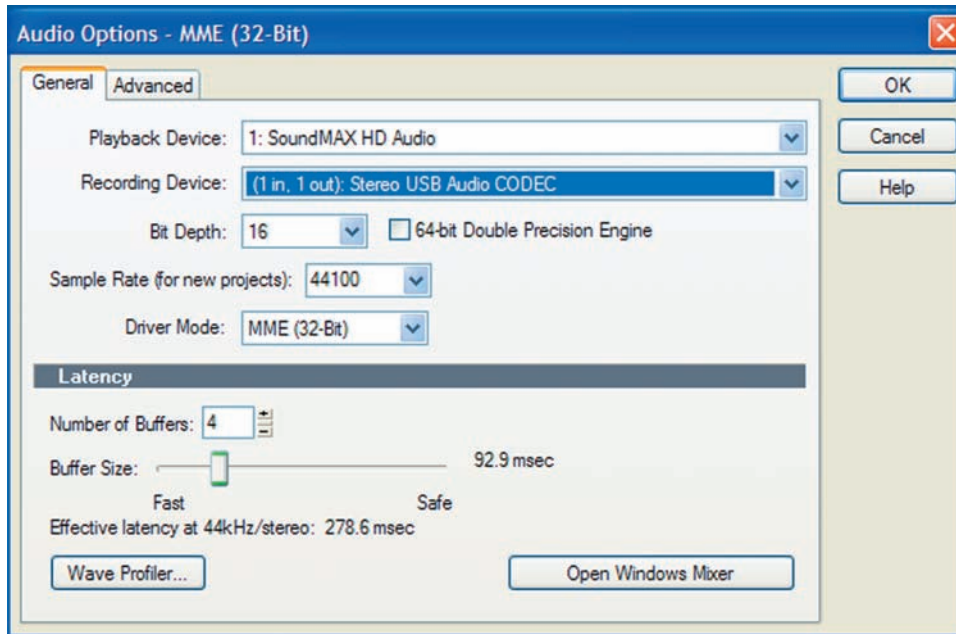 Audio Options - MME (32-Bit)
General Advanced
OK
Playback Device: 1: SoundMAX HD Audio
Cancel
Recording Device: (1 in, 1 out): Stereo USB Audio CODEC
Help
Bit Depth: 16 64-bit Double Precision Engine
Sample Rate (for new projects): 44100
Driver Mode: MME (32-Bit)
Latency
Number of Buffers: 4
Buffer Size: 92.9 msec
Fast Safe
Effective latency at 44kHz/stereo: 278.6 msec
Wave Profiler... Open Windows Mixer